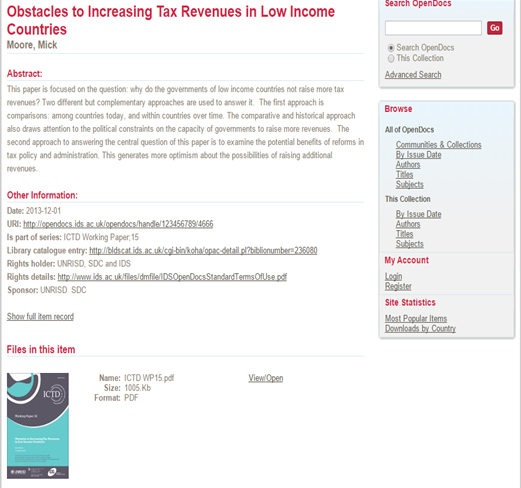 Obstacles to Increasing Tax Revenues in Low Income
Countries
Moore, Mick
Abstract:
This paper is focused on the question: why do the governments of low income countries not raise more tax
revenues? Two different but complementary approaches are used to answer it. The first approach is
comparisons: among countries today, and within countries over time. The comparative and historical approach
also draws attention to the political constraints on the capacity of governments to raise more revenues. The
second approach to answering the central question of this paper is to examine the potential benefits of reforms in
tax policy and administration. This generates more optimism about the possibilities of raising additional
revenues.
Other Information:
Date: 2013-12-01
URI: http://opendocs.ids.ac.uk/opendocs/handle/123456789/4666
Is part of series: ICTD Working Paper;15
Library catalogue entry: http://bldscat.ids.ac.uk/cgi-bin/koha/opac-detail.pl?biblionumber=236080
Rights holder: UNRISD, SDC and IDS
Rights details: http://www.ids.ac.uk/files/dmfile/IDSOpenDocsStandardTermsOfUse.pdf
Sponsor: UNRISD SDC
Show full item record
Files in this item
ICTD
Name: ICTD WP15.pdf
Size: 1005.Kb
Format: PDF
View/Open
Search OpenDocs
Go
Search OpenDocs
This Collection
Advanced Search
Browse
All of OpenDocs
Communities & Collections
By Issue Date
Authors
Titles
Subjects
This Collection
By Issue Date
Authors
Titles
Subjects
My Account
Login
Register
Site Statistics
Most Popular Items
Downloads by Country